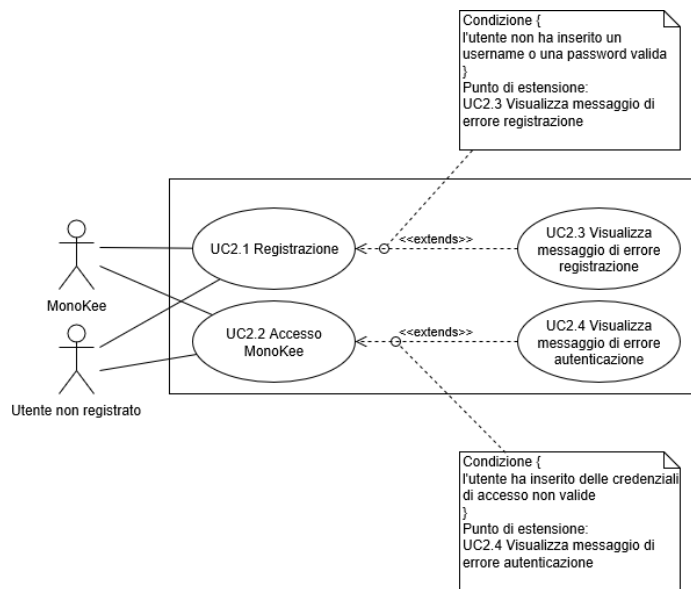 Condizione {
l'utente non ha inserito un
username o una password valida
}
Punto di estensione:
UC2.3 Visualizza messaggio di
errore registrazione
UC2.1 Registrazione
<<extends>>
UC2.3 Visualizza
messaggio di errore
registrazione
MonoKee
UC2.2 Accesso
MonoKee
<<extends>>
UC2.4 Visualizza
messaggio di errore
autenticazione
Utente non registrato
Condizione {
l'utente ha inserito delle credenziali
di accesso non valide
}
Punto di estensione:
UC2.4 Visualizza messaggio di
errore autenticazione